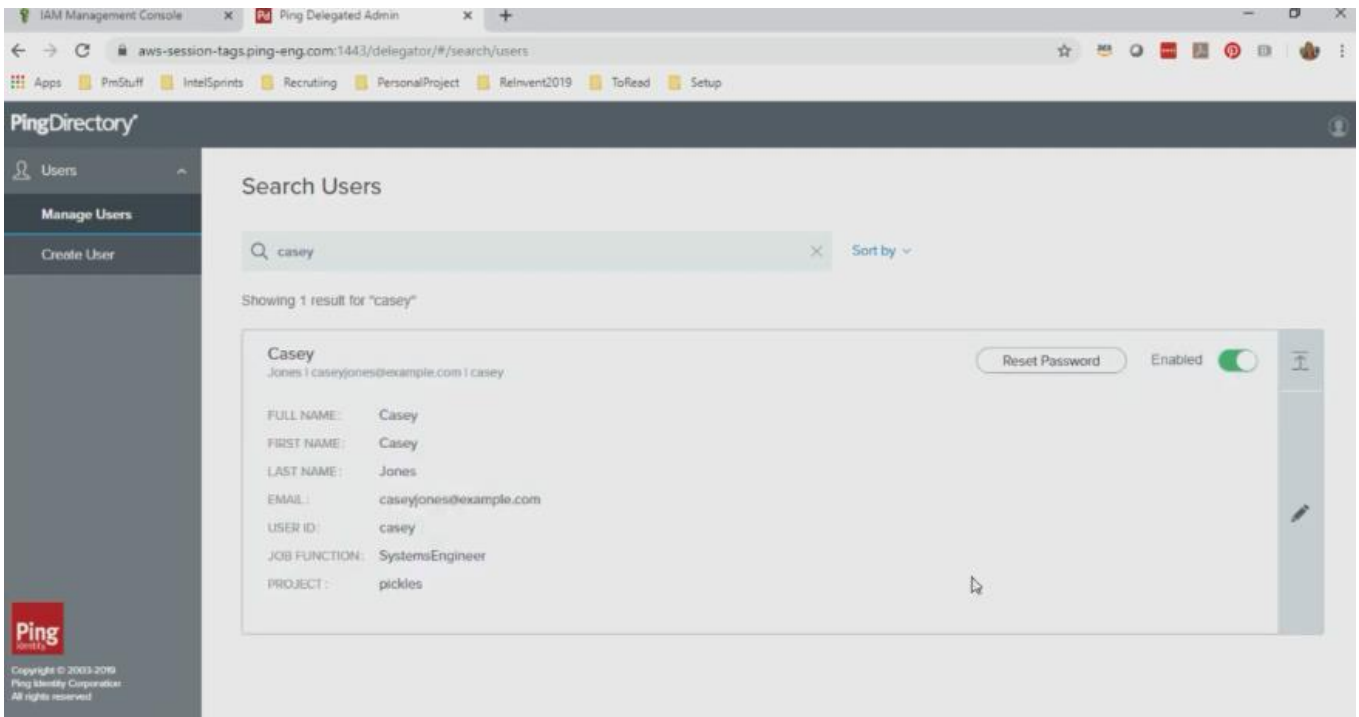 IAM Management Console
Ping Delegated Admin
aws-session-tags.ping-eng.com:1443/delegator/#/search/users
Apps PmStuff IntelSprints Recrutiing PersonalProject ReInvent2019 ToRead Setup
PingDirectory
Users
Manage Users
Create User
Search Users
casey
Sort by
Showing 1 result for "casey"
Casey
Jones | caseyjones@example.com | casey
Reset Password
Enabled
FULL NAME: Casey
FIRST NAME: Casey
LAST NAME: Jones
EMAIL: caseyjones@example.com
USER ID: casey
JOB FUNCTION: SystemsEngineer
PROJECT: pickles
Ping
Identity
Copyright © 2003-2019
Ping Identity Corporation
All rights reserved